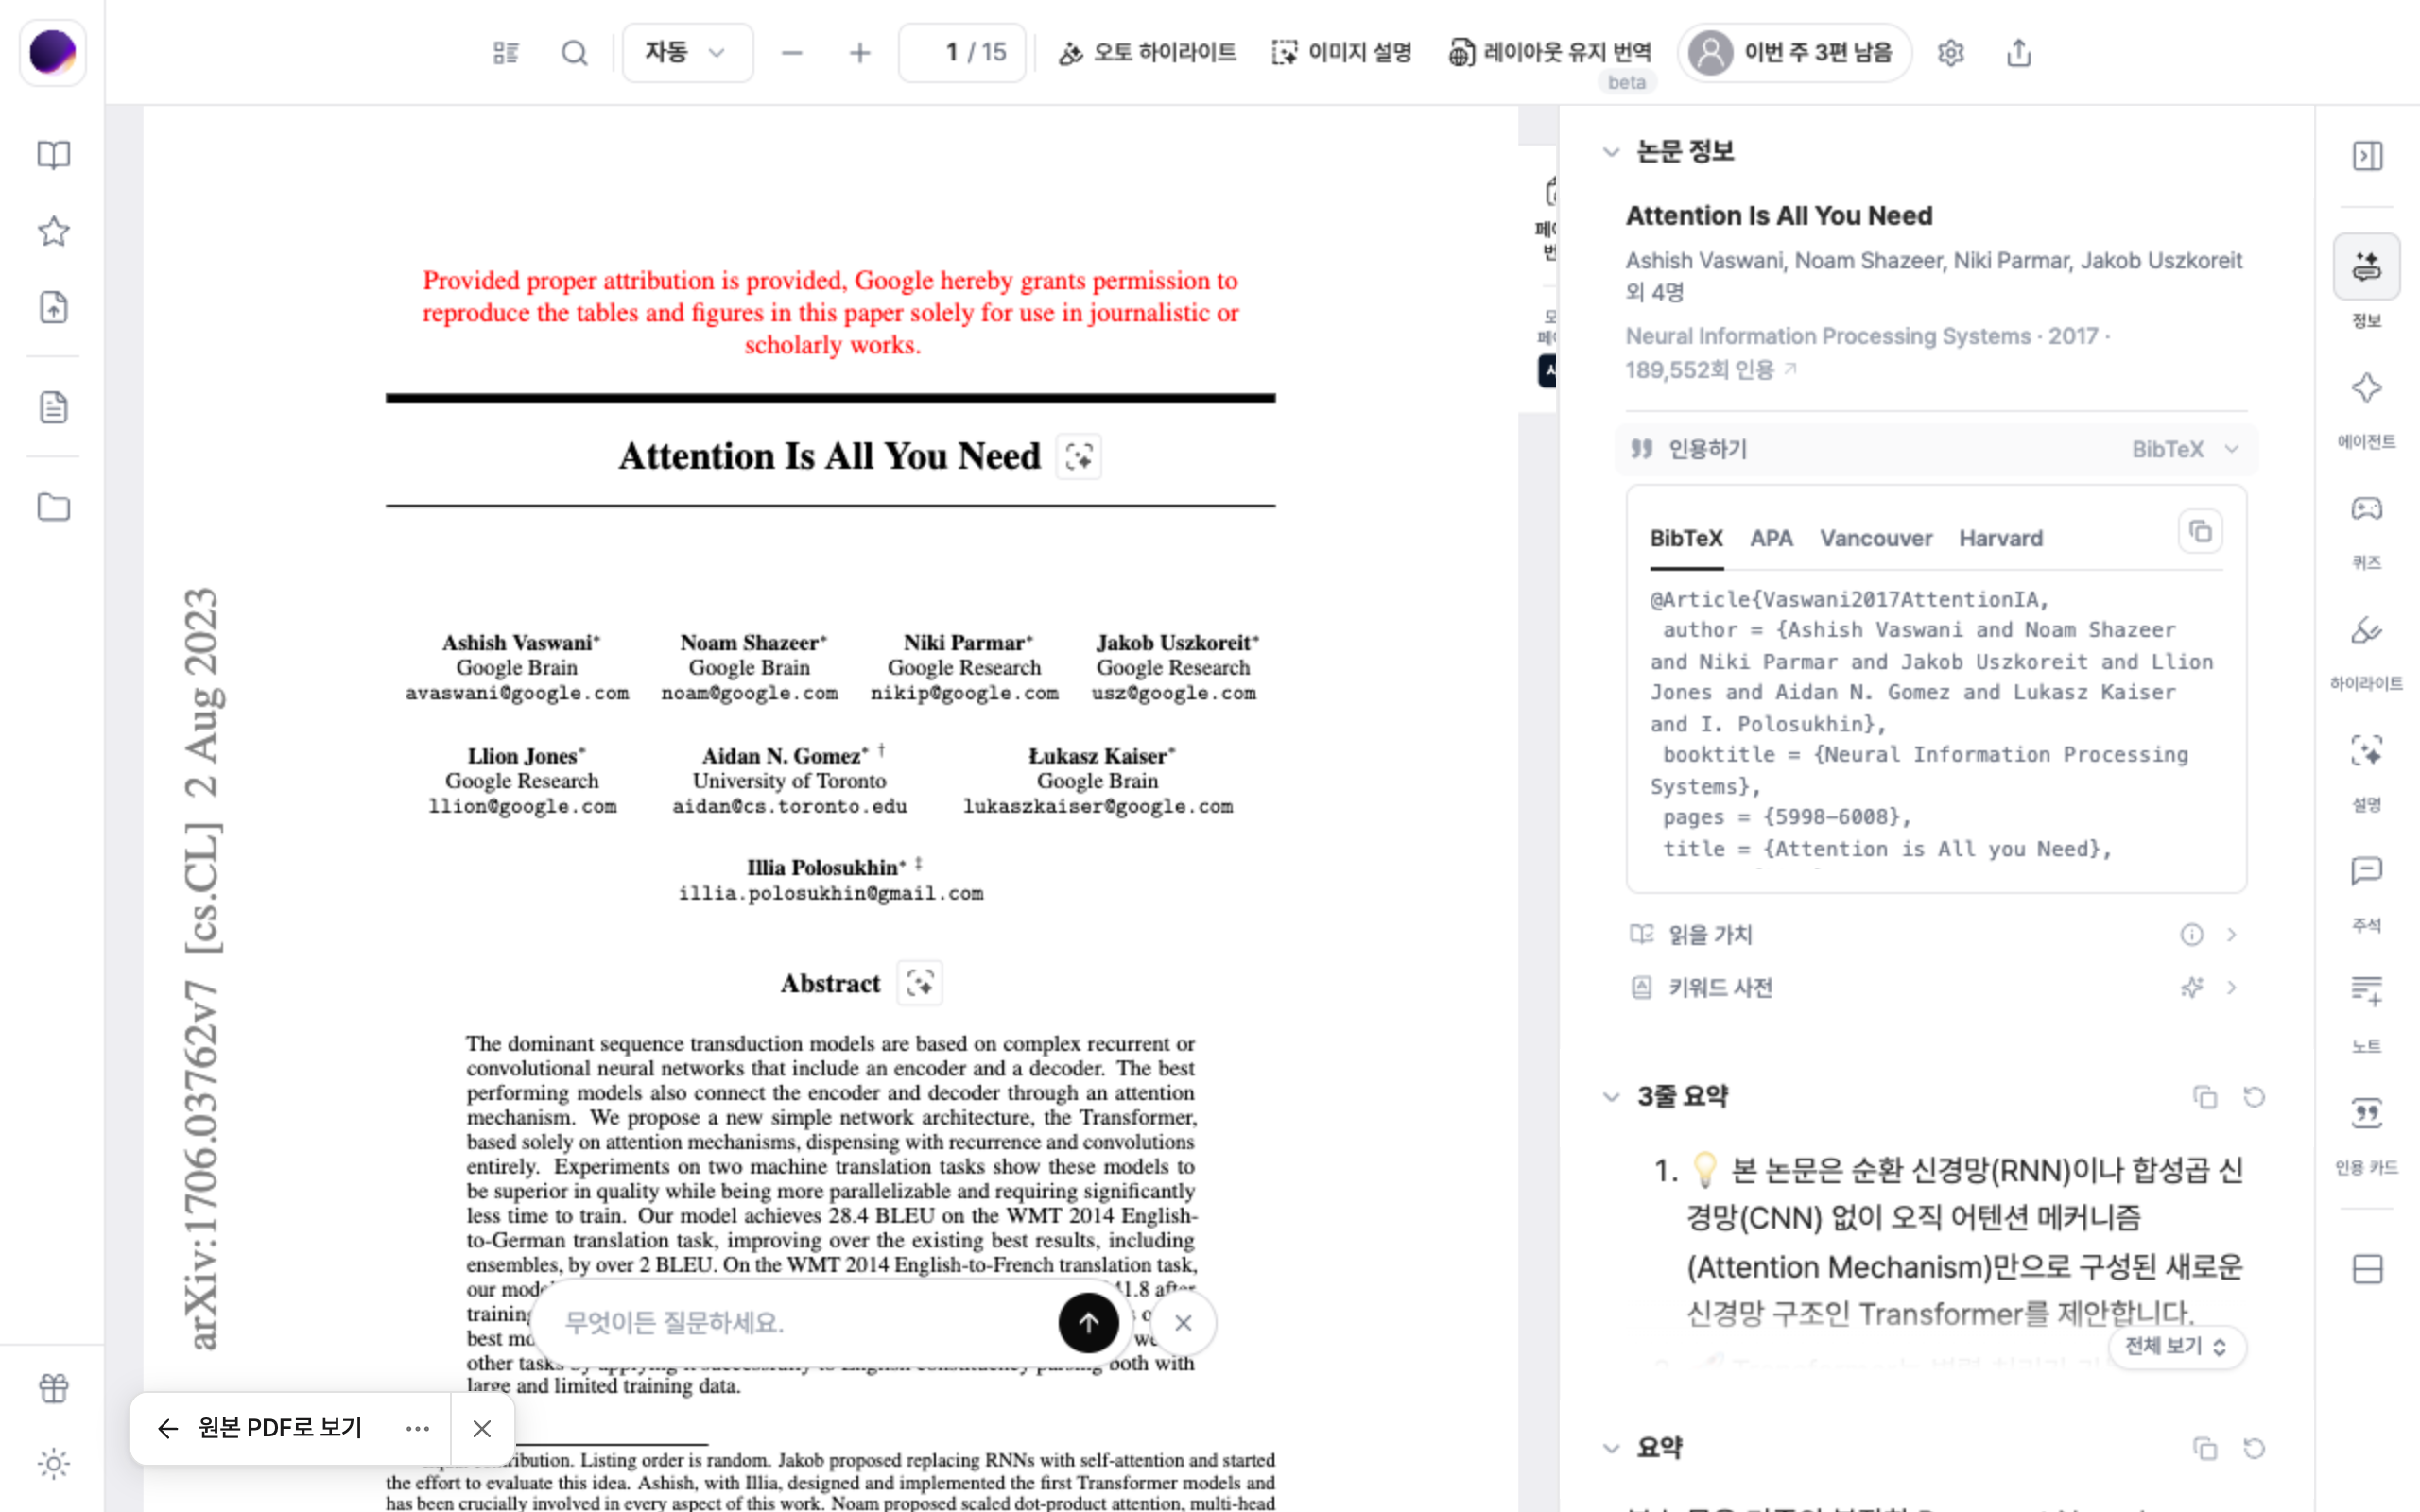 자동
1 / 15
오토 하이라이트
이미지 설명
레이아웃 유지 번역
beta
이번 주 3편 남음
Provided proper attribution is provided, Google hereby grants permission to
reproduce the tables and figures in this paper solely for use in journalistic or
scholarly works.
Attention Is All You Need
Ashish Vaswani* Noam Shazeer* Niki Parmar* Jakob Uszkoreit*
Google Brain Google Brain Google Research Google Research
avaswani@google.com noam@google.com nikip@google.com usz@google.com
Llion Jones* Aidan N. Gomez* † Łukasz Kaiser*
Google Research University of Toronto Google Brain
llion@google.com aidan@cs.toronto.edu lukaszkaiser@google.com
Illia Polosukhin* ‡
illia.polosukhin@gmail.com
arXiv:1706.03762v7 [cs.CL] 2 Aug 2023
Abstract
The dominant sequence transduction models are based on complex recurrent or
convolutional neural networks that include an encoder and a decoder. The best
performing models also connect the encoder and decoder through an attention
mechanism. We propose a new simple network architecture, the Transformer,
based solely on attention mechanisms, dispensing with recurrence and convolutions
entirely. Experiments on two machine translation tasks show these models to
be superior in quality while being more parallelizable and requiring significantly
less time to train. Our model achieves 28.4 BLEU on the WMT 2014 English-
to-German translation task, improving over the existing best results, including
ensembles, by over 2 BLEU. On the WMT 2014 English-to-French translation task,
our 41.8 after
training
best
other tasks by applying it successfully to English constituency parsing both with
large and limited training data.
무엇이든 질문하세요.
원본 PDF로 보기
Listing order is random. Jakob proposed replacing RNNs with self-attention and started
the effort to evaluate this idea. Ashish, with Illia, designed and implemented the first Transformer models and
has been crucially involved in every aspect of this work. Noam proposed scaled dot-product attention, multi-head
논문 정보
Attention Is All You Need
Ashish Vaswani, Noam Shazeer, Niki Parmar, Jakob Uszkoreit
외 4명
Neural Information Processing Systems · 2017 ·
189,552회 인용
인용하기 BibTeX
BibTeX APA Vancouver Harvard
@Article{Vaswani2017AttentionIA,
author = {Ashish Vaswani and Noam Shazeer
and Niki Parmar and Jakob Uszkoreit and Llion
Jones and Aidan N. Gomez and Lukasz Kaiser
and I. Polosukhin},
booktitle = {Neural Information Processing
Systems},
pages = {5998–6008},
title = {Attention is All you Need},
읽을 가치
키워드 사전
3줄 요약
1. 💡 본 논문은 순환 신경망(RNN)이나 합성곱 신
경망(CNN) 없이 오직 어텐션 메커니즘
(Attention Mechanism)만으로 구성된 새로운
신경망 구조인 Transformer를 제안합니다.
전체 보기
요약
정보
에이전트
퀴즈
하이라이트
설명
주석
노트
인용 카드